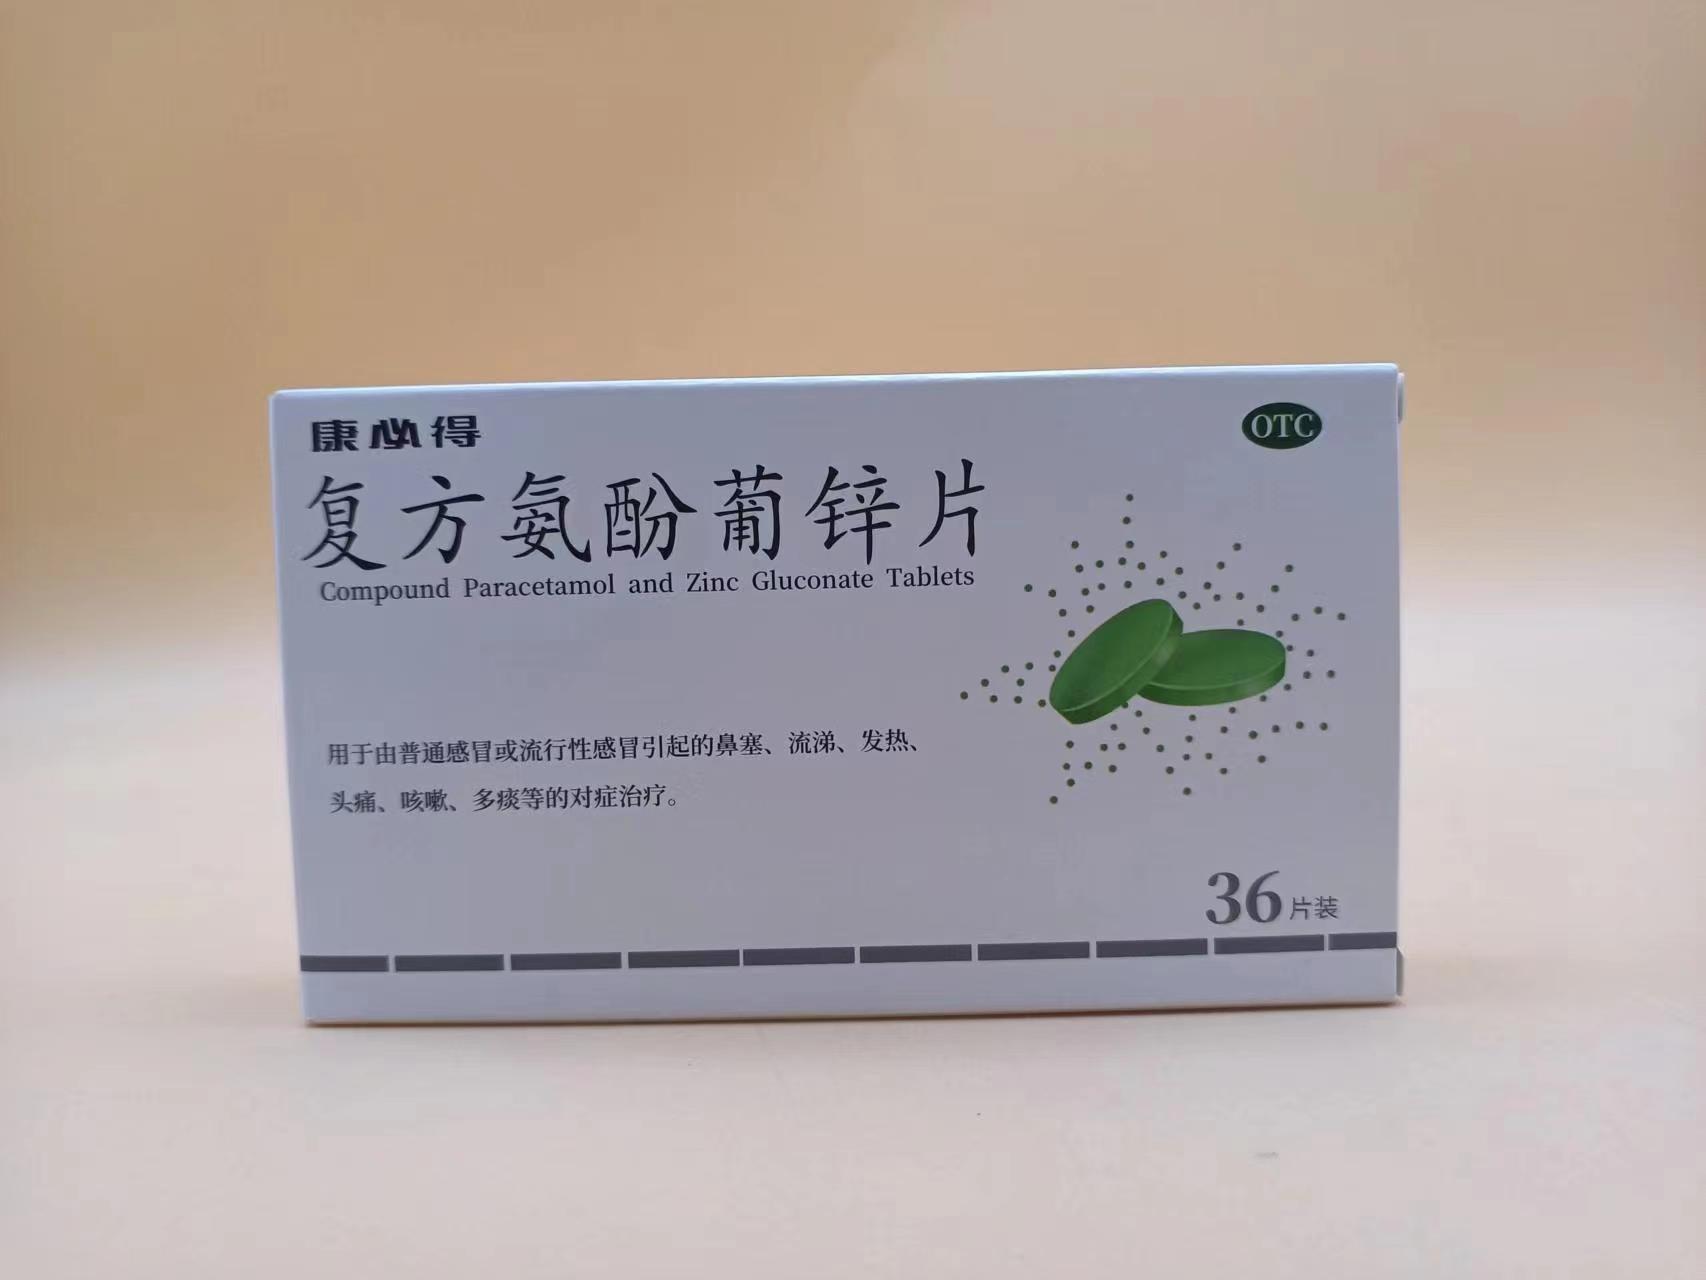 康必得
OTC
复方氨酚葡锌片
Compound Paracetamol and Zinc Gluconate Tablets
用于由普通感冒或流行性感冒引起的鼻塞、流涕、发热、
头痛、咳嗽、多痰等的对症治疗。
36片装